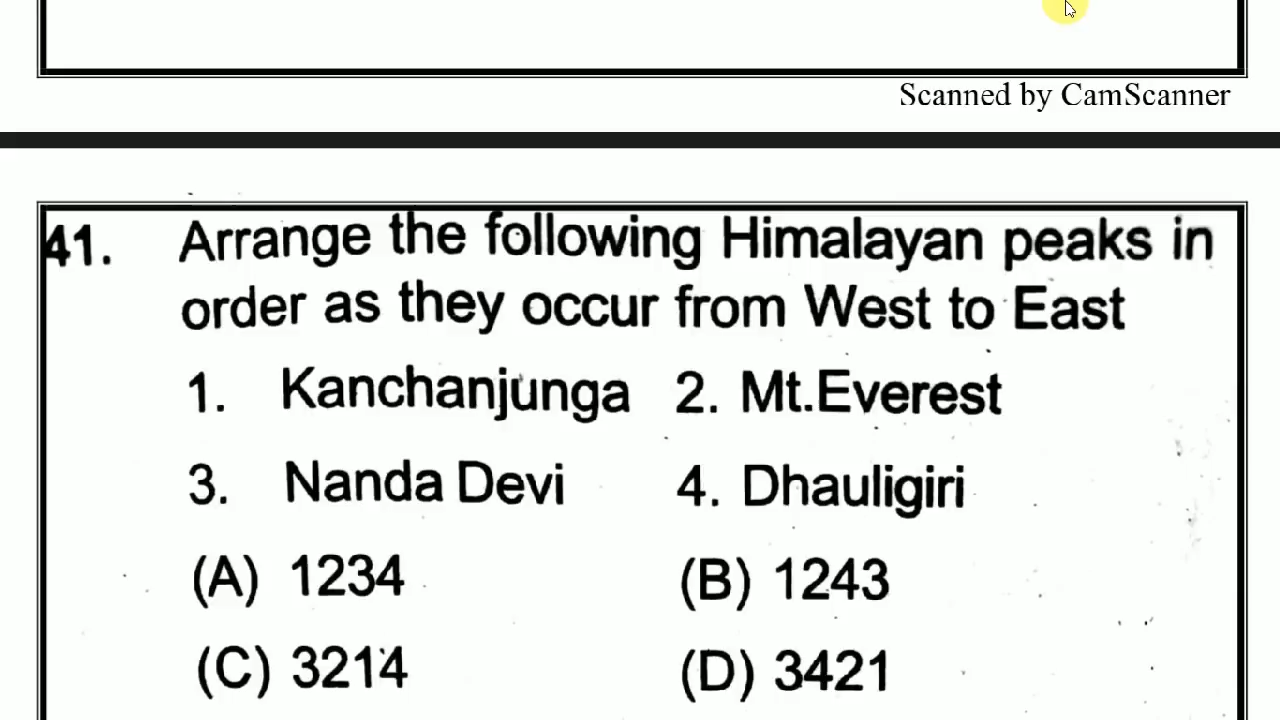 Scanned by CamScanner
41. Arrange the following Himalayan peaks in
order as they occur from West to East
1. Kanchanjunga 2. Mt.Everest
3. Nanda Devi 4. Dhauligiri
(A) 1234 (B) 1243
(C) 3214 (D) 3421